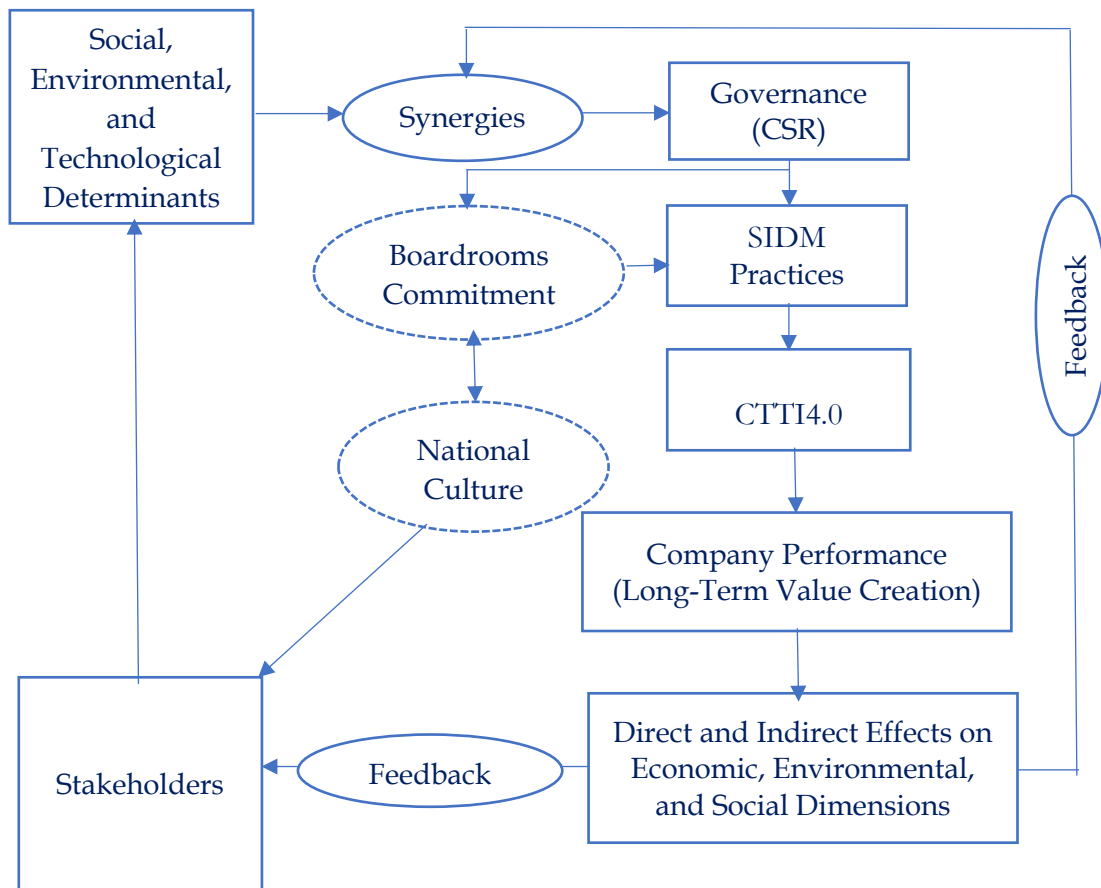 Social,
Environmental,
and
Technological
Determinants
Synergies
Governance
(CSR)
Boardrooms
Commitment
SIDM
Practices
Feedback
CTTI4.0
National
Culture
Company Performance
(Long-Term Value Creation)
Stakeholders
Feedback
Direct and Indirect Effects on
Economic, Environmental,
and Social Dimensions